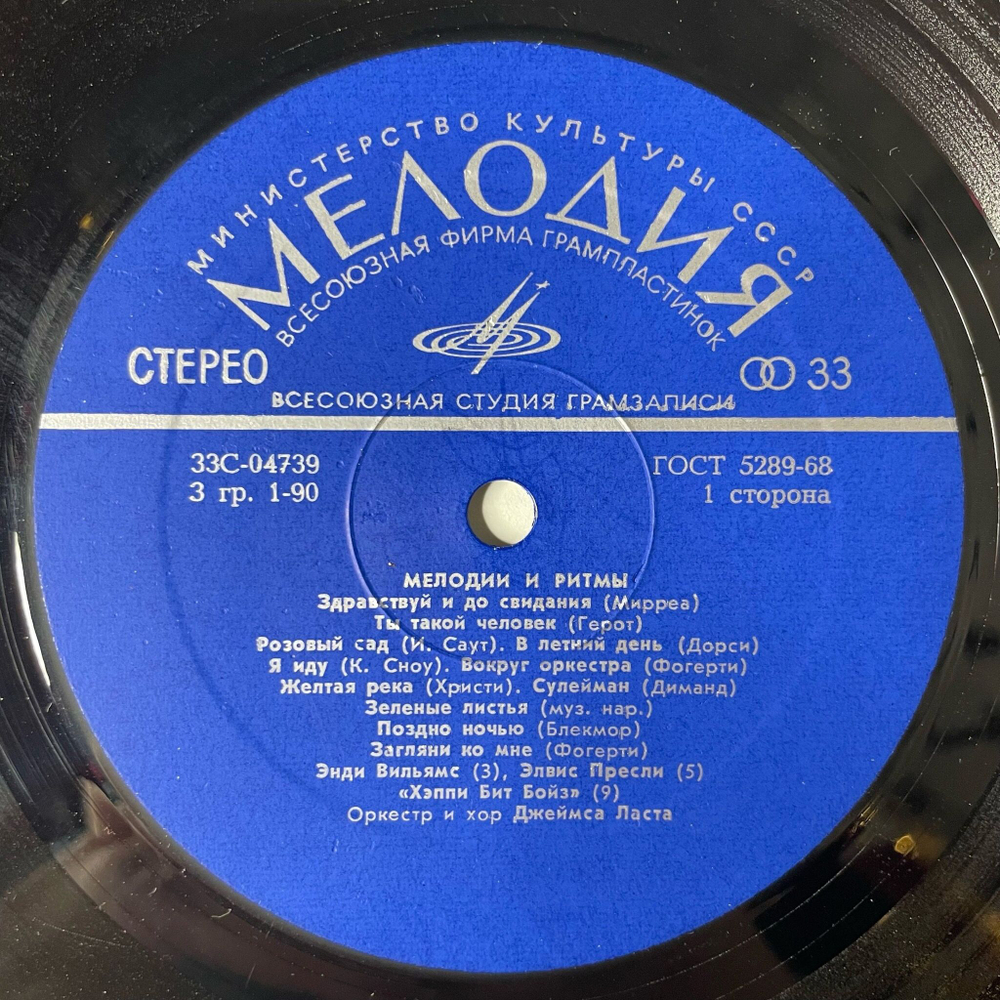 МИНИСТЕРСТВО КУЛЬТУРЫ СССР
МЕЛОДИЯ
ВСЕСОЮЗНАЯ ФИРМА ГРАМПЛАСТИНОК
СТЕРЕО
33
ВСЕСОЮЗНАЯ СТУДИЯ ГРАМЗАПИСИ
33С-04739
3 гр. 1-90
ГОСТ 5289-68
1 сторона
МЕЛОДИИ И РИТМЫ
Здравствуй и до свидания (Мирреа)
Ты такой человек (Герот)
Розовый сад (И. Саут). В летний день (Дорси)
Я иду (К. Сноу). Вокруг оркестра (Фогерти)
Желтая река (Христи). Сулейман (Диманд)
Зеленые листья (муз. нар.)
Поздно ночью (Блекмор)
Загляни ко мне (Фогерти)
Энди Вильямс (3), Элвис Пресли (5)
«Хэппи Бит Бойз» (9)
Оркестр и хор Джеймса Ласта